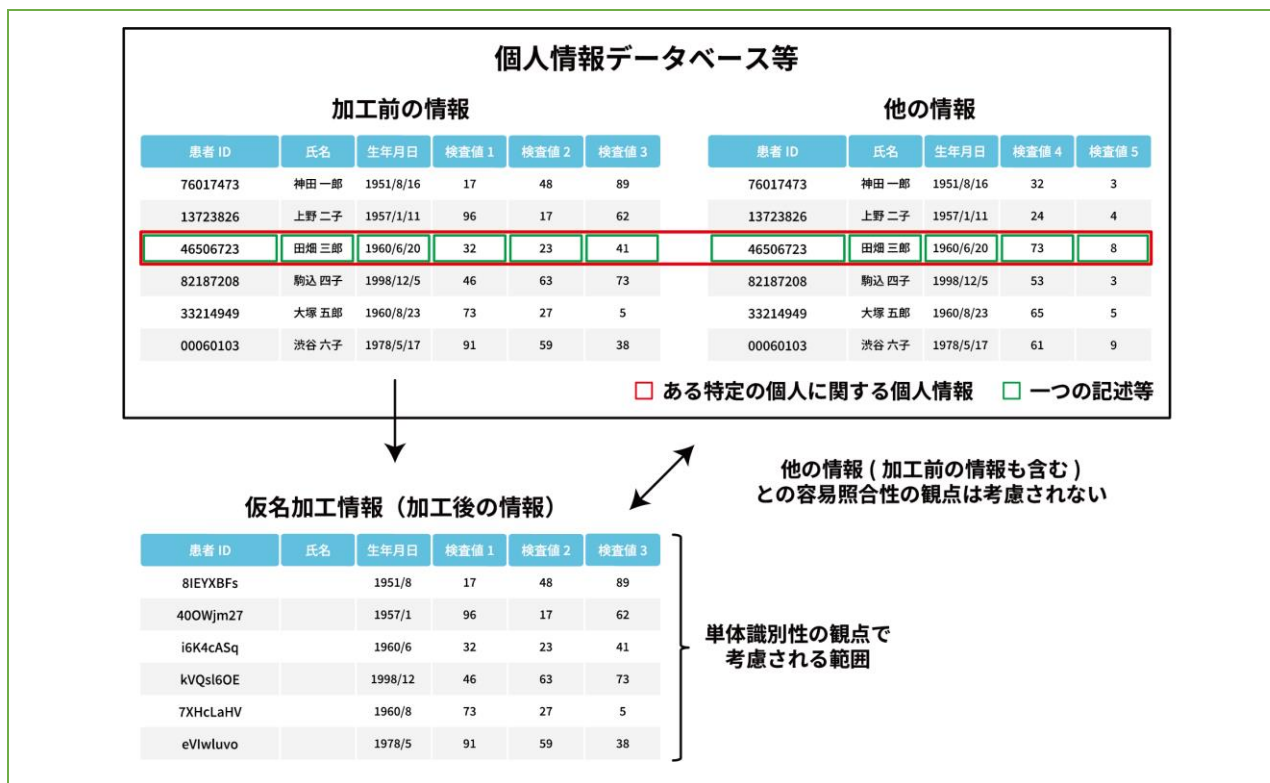 個人情報データベース等
加工前の情報
患者 ID 氏名 生年月日 検査値 1 検査値 2 検査値 3
76017473 神田 一郎 1951/8/16 17 48 89
13723826 上野 二子 1957/1/11 96 17 62
46506723 田畑 三郎 1960/6/20 32 23 41
82187208 駒込 四子 1998/12/5 46 63 73
33214949 大塚 五郎 1960/8/23 73 27 5
00060103 渋谷 六子 1978/5/17 91 59 38
他の情報
患者 ID 氏名 生年月日 検査値 4 検査値 5
76017473 神田 一郎 1951/8/16 32 3
13723826 上野 二子 1957/1/11 24 4
46506723 田畑 三郎 1960/6/20 73 8
82187208 駒込 四子 1998/12/5 53 3
33214949 大塚 五郎 1960/8/23 65 5
00060103 渋谷 六子 1978/5/17 61 9
ある特定の個人に関する個人情報 一つの記述等
他の情報 ( 加工前の情報も含む )
との容易照合性の観点は考慮されない
仮名加工情報（加工後の情報）
患者 ID 氏名 生年月日 検査値 1 検査値 2 検査値 3
8IEYXBFs 1951/8 17 48 89
40OWjm27 1957/1 96 17 62
i6K4cASq 1960/6 32 23 41
kVQsl6OE 1998/12 46 63 73
7XHcLaHV 1960/8 73 27 5
eVIwluvo 1978/5 91 59 38
単体識別性の観点で
考慮される範囲